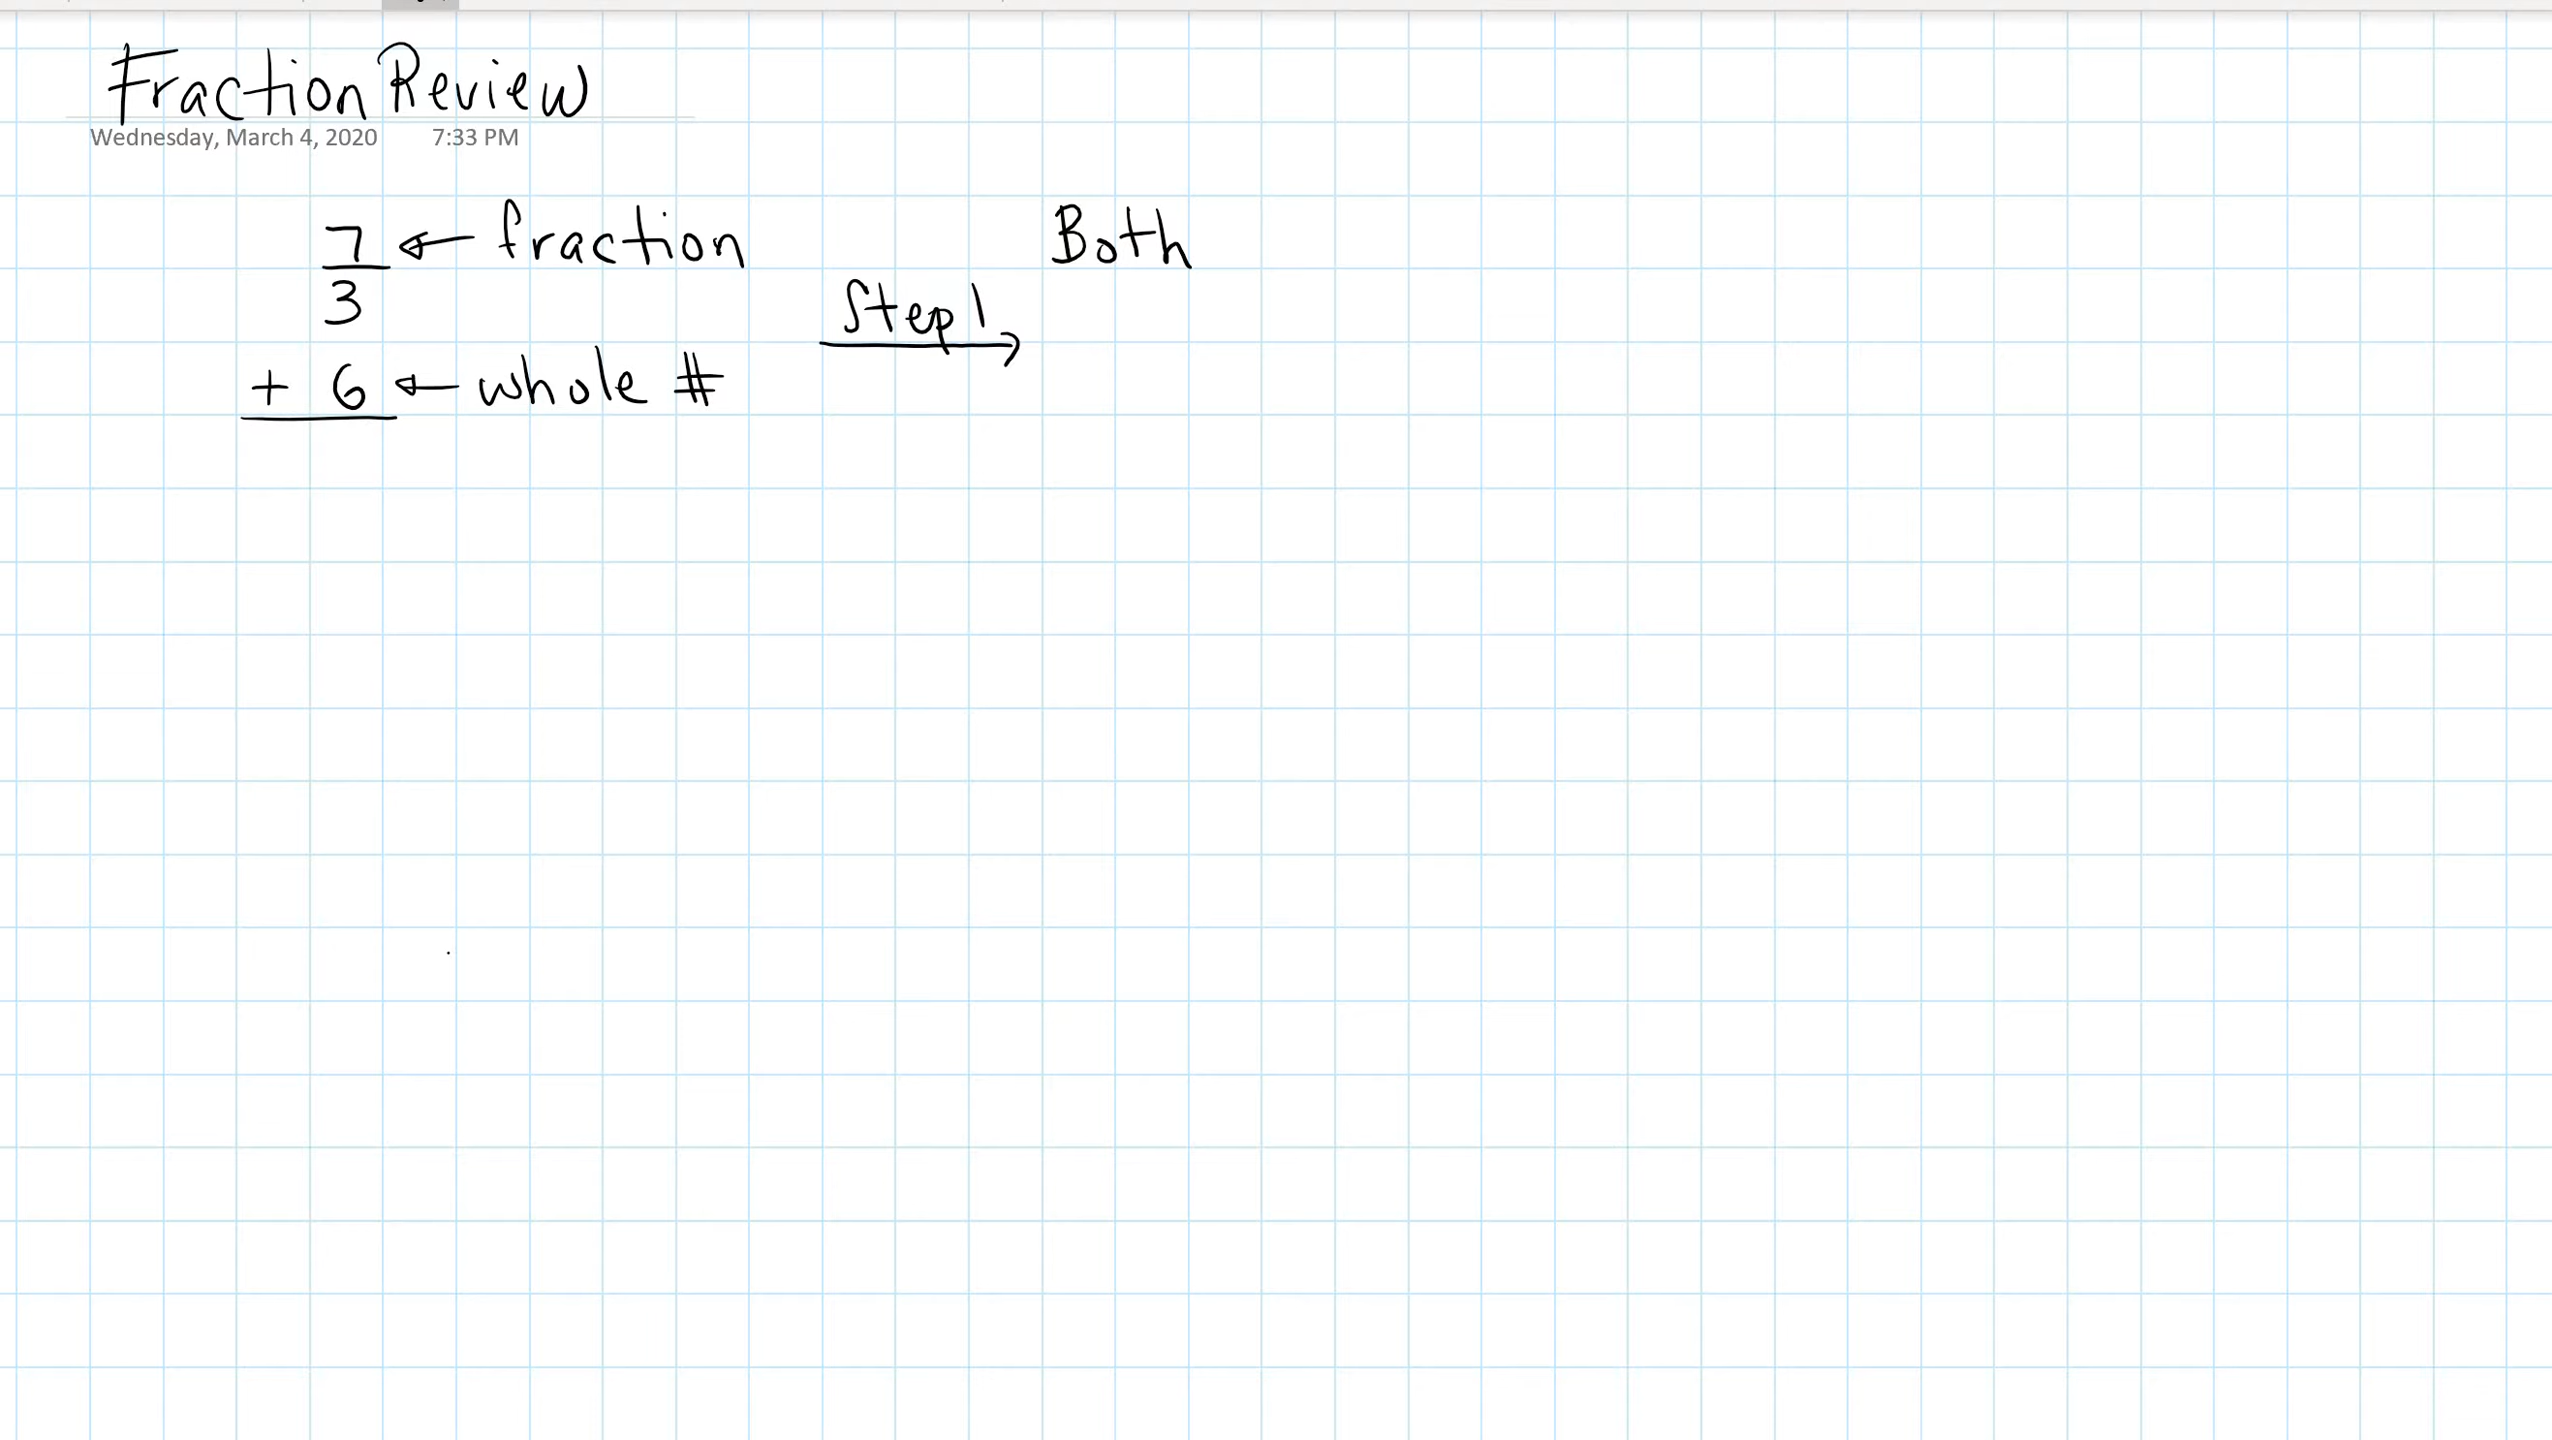 Fraction Review
Wednesday, March 4, 2020 7:33 PM
7 ← fraction Both
3 Step 1
+ 6 ← whole #